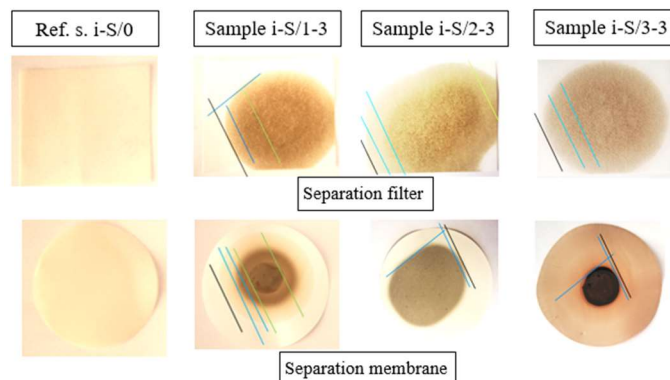 Ref. s. i-S/0
Sample i-S/1-3
Sample i-S/2-3
Sample i-S/3-3
Separation filter
Separation membrane